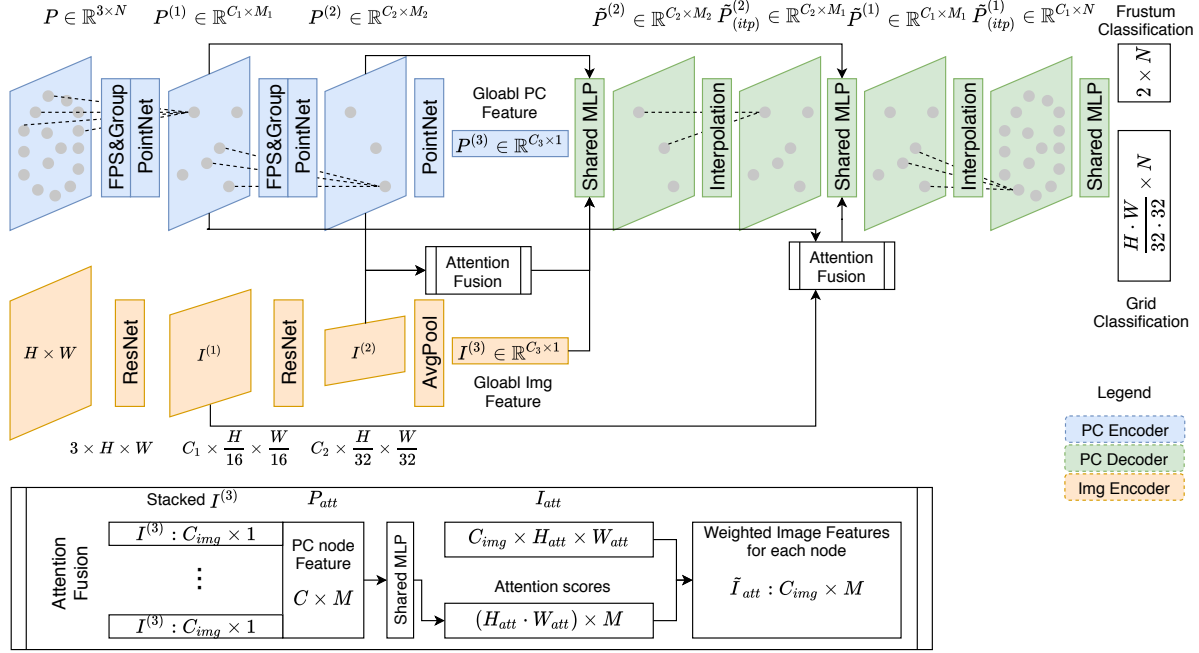 P ∈ ℝ^{3×N}
P^{(1)} ∈ ℝ^{C_1×M_1}
P^{(2)} ∈ ℝ^{C_2×M_2}
P̃^{(2)} ∈ ℝ^{C_2×M_2}
P̃^{(2)}_{(itp)} ∈ ℝ^{C_2×M_1}
P̃^{(1)} ∈ ℝ^{C_1×M_1}
P̃^{(1)}_{(itp)} ∈ ℝ^{C_1×N}
Frustum
Classification
FPS&Group
PointNet
FPS&Group
PointNet
PointNet
Gloabl PC
Feature
P^{(3)} ∈ ℝ^{C_3×1}
Shared MLP
Interpolation
Shared MLP
Interpolation
Shared MLP
2 × N
\frac{H · W}{32 · 32} × N
Grid
Classification
Attention
Fusion
Attention
Fusion
H × W
ResNet
I^{(1)}
ResNet
I^{(2)}
AvgPool
I^{(3)} ∈ ℝ^{C_3×1}
Gloabl Img
Feature
3 × H × W
C_1 × \frac{H}{16} × \frac{W}{16}
C_2 × \frac{H}{32} × \frac{W}{32}
Legend
PC Encoder
PC Decoder
Img Encoder
Attention
Fusion
Stacked I^{(3)}
I^{(3)} : C_{img} × 1
⋮
I^{(3)} : C_{img} × 1
P_{att}
PC node
Feature
C × M
Shared MLP
I_{att}
C_{img} × H_{att} × W_{att}
Attention scores
(H_{att} · W_{att}) × M
Weighted Image Features
for each node
Ĩ_{att} : C_{img} × M